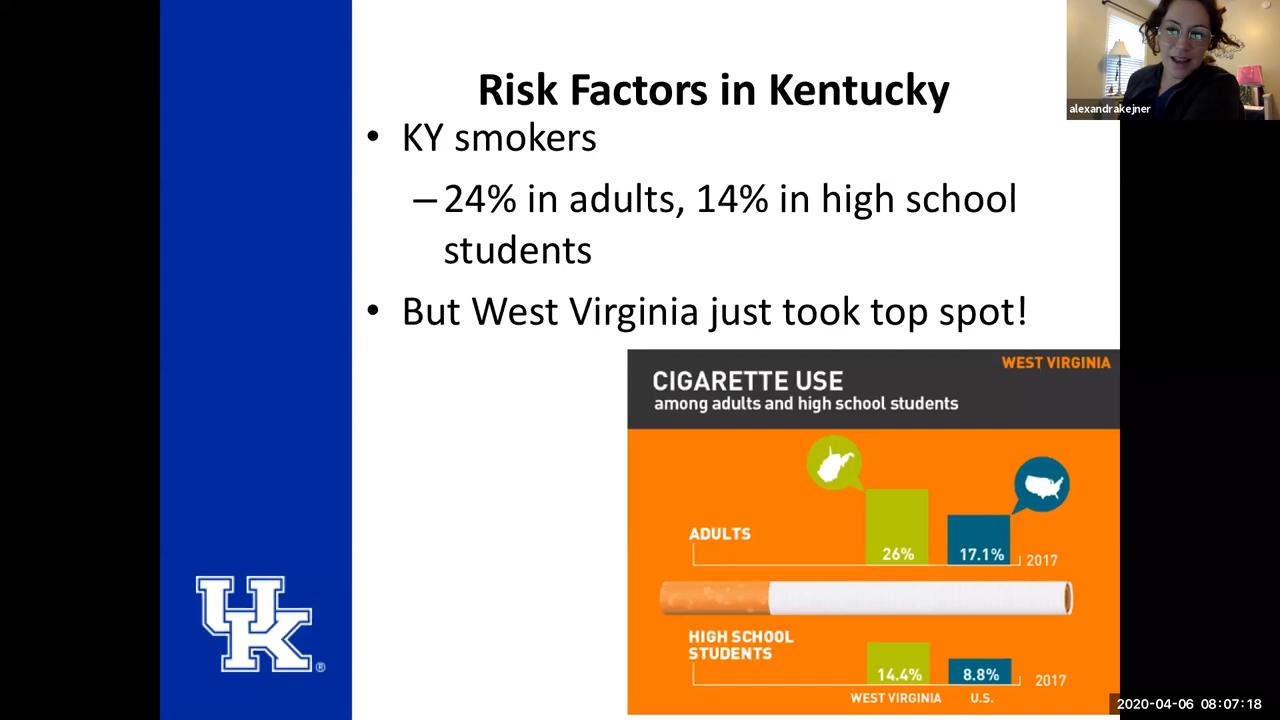 Risk Factors in Kentucky
• KY smokers
– 24% in adults, 14% in high school
students
• But West Virginia just took top spot!
alexandrakejner
WEST VIRGINIA
CIGARETTE USE
among adults and high school students
ADULTS
26%
17.1%
2017
HIGH SCHOOL
STUDENTS
14.4%
8.8%
2017
WEST VIRGINIA
U.S.
UK®
2020-04-06 08:07:18